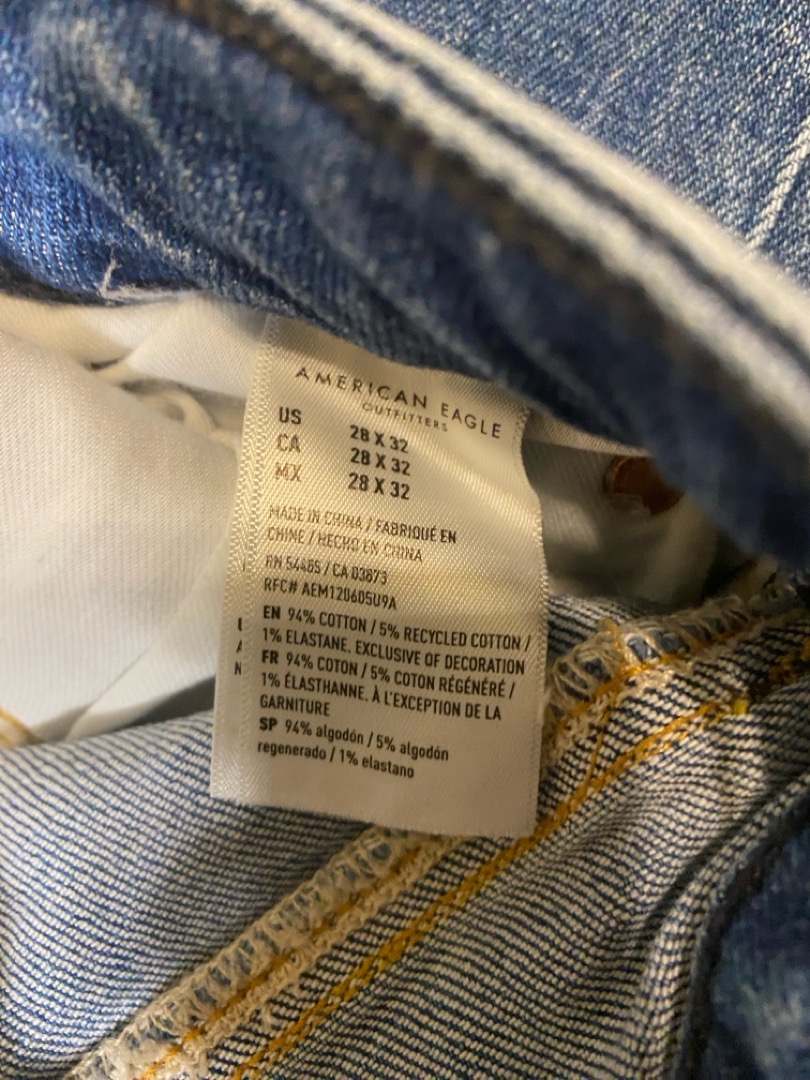 AMERICAN EAGLE
OUTFITTERS
US 28 X 32
CA 28 X 32
MX 28 X 32
MADE IN CHINA / FABRIQUÉ EN
CHINE / HECHO EN CHINA
RN 54485 / CA 03873
RFC# AEM120605U9A
EN 94% COTTON / 5% RECYCLED COTTON /
1% ELASTANE, EXCLUSIVE OF DECORATION
FR 94% COTON / 5% COTON RÉGÉNÉRÉ /
1% ÉLASTHANNE, À L'EXCEPTION DE LA
GARNITURE
SP 94% algodón / 5% algodón
regenerado / 1% elastano